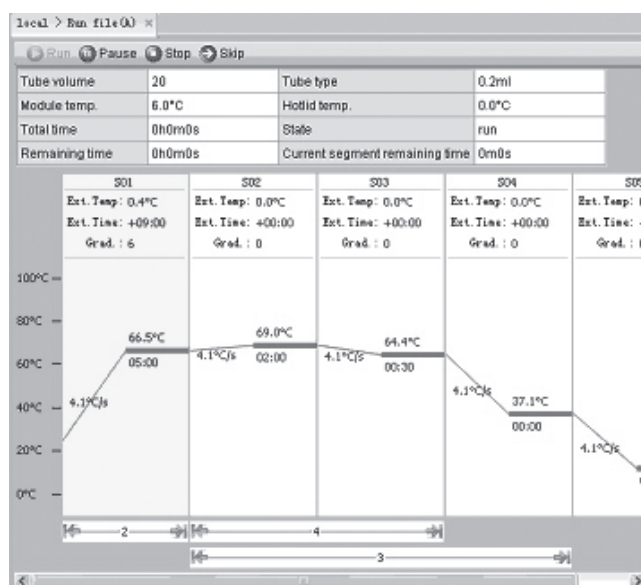 local > Run file(A) ×
Run Pause Stop Skip
Tube volume 20 Tube type 0.2ml
Module temp. 6.0°C Hotlid temp. 0.0°C
Total time 0h0m0s State run
Remaining time 0h0m0s Current segment remaining time 0m0s
S01 S02 S03 S04 S05
Ext.Temp: 0.4°C Ext.Temp: 0.0°C Ext.Temp: 0.0°C Ext.Temp: 0.0°C Ext.Temp:
Ext.Time: +09:00 Ext.Time: +00:00 Ext.Time: +00:00 Ext.Time: +00:00 Ext.Time:
Grad.: 6 Grad.: 0 Grad.: 0 Grad.: 0 Grad.:
100°C
80°C
66.5°C 69.0°C 64.4°C
60°C 05:00 4.1°C/s 02:00 4.1°C/s 00:30
40°C 4.1°C/s 4.1°C/s 37.1°C
00:00
20°C 4.1°C/s
0°C
2 4
3